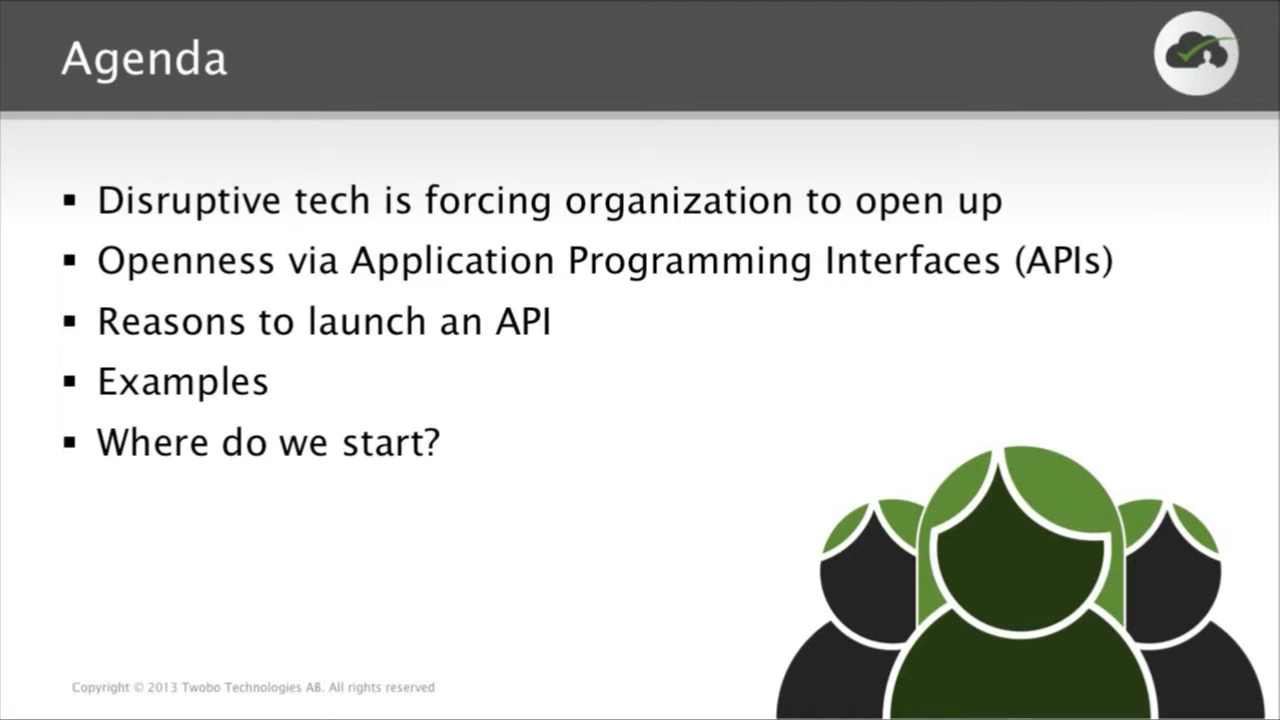 Agenda
▪ Disruptive tech is forcing organization to open up
▪ Openness via Application Programming Interfaces (APIs)
▪ Reasons to launch an API
▪ Examples
▪ Where do we start?
Copyright © 2013 Twobo Technologies AB. All rights reserved